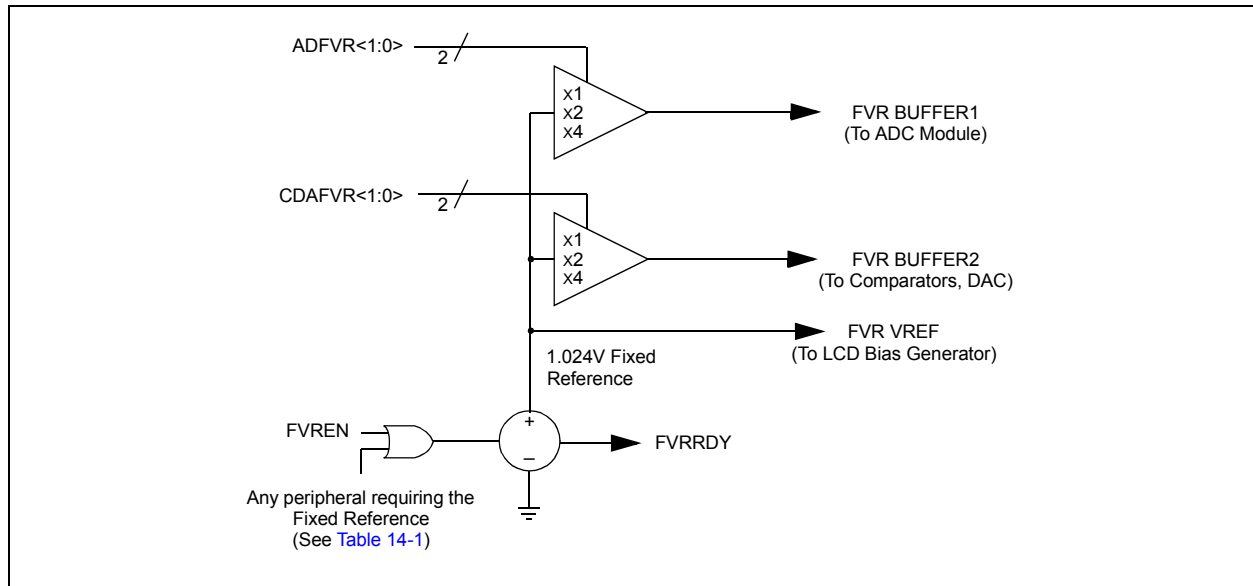 ADFVR<1:0>
2
X1
X2
X4
FVR BUFFER1
(To ADC Module)
CDAFVR<1:0>
2
X1
X2
X4
FVR BUFFER2
(To Comparators, DAC)
FVR VREF
(To LCD Bias Generator)
1.024V Fixed
Reference
FVREN
+
–
FVRRDY
Any peripheral requiring the
Fixed Reference
(See Table 14-1)